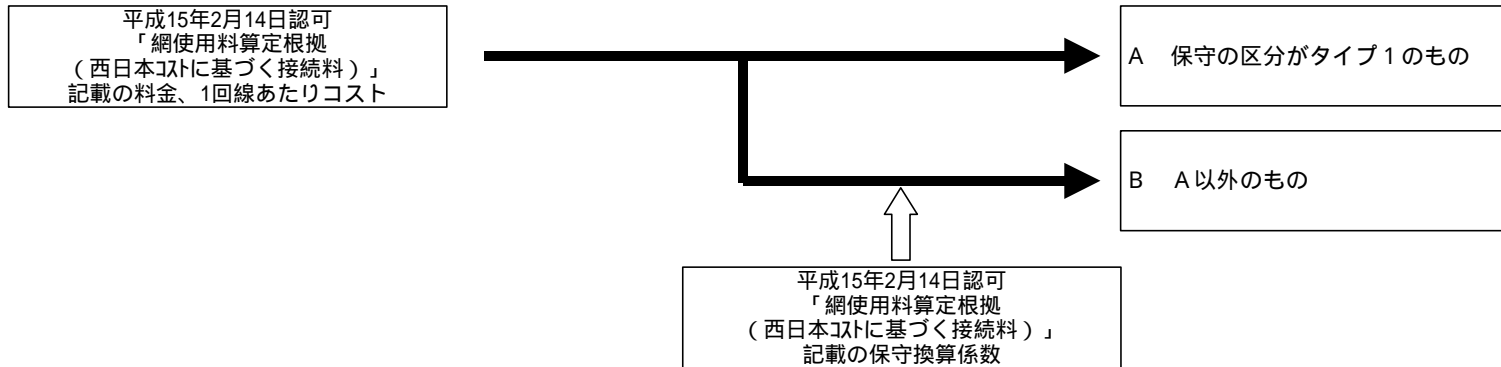 平成15年2月14日認可
「網使用料算定根拠
(西日本ｺｽﾄに基づく接続料)」
記載の料金、1回線あたりコスト
A　保守の区分がタイプ１のもの
B　A以外のもの
平成15年2月14日認可
「網使用料算定根拠
(西日本ｺｽﾄに基づく接続料)」
記載の保守換算係数